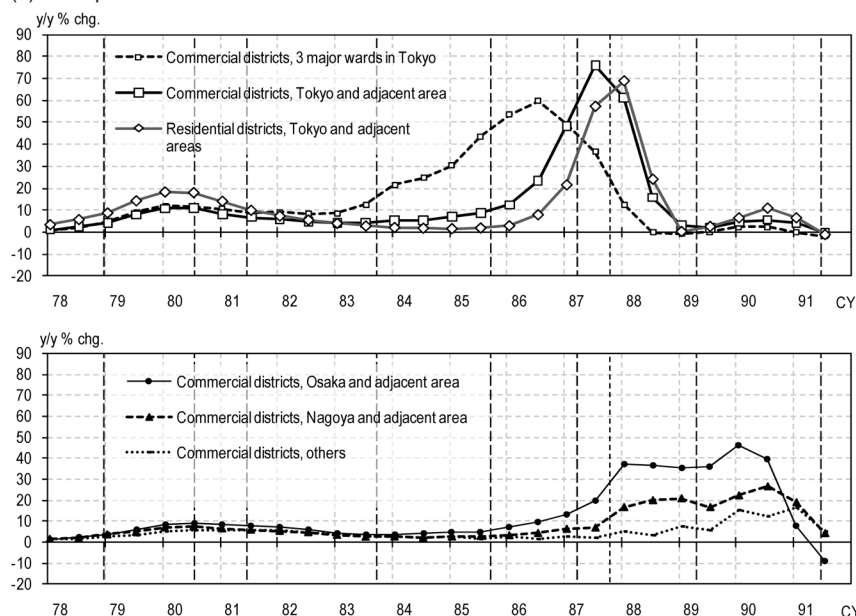 y/y % chg.
90
80
70
60
50
40
30
20
10
0
-10
-20
Commercial districts, 3 major wards in Tokyo
Commercial districts, Tokyo and adjacent area
Residential districts, Tokyo and adjacent
areas
78 79 80 81 82 83 84 85 86 87 88 89 90 91 CY
y/y % chg.
90
80
70
60
50
40
30
20
10
0
-10
-20
Commercial districts, Osaka and adjacent area
Commercial districts, Nagoya and adjacent area
Commercial districts, others
78 79 80 81 82 83 84 85 86 87 88 89 90 91 CY